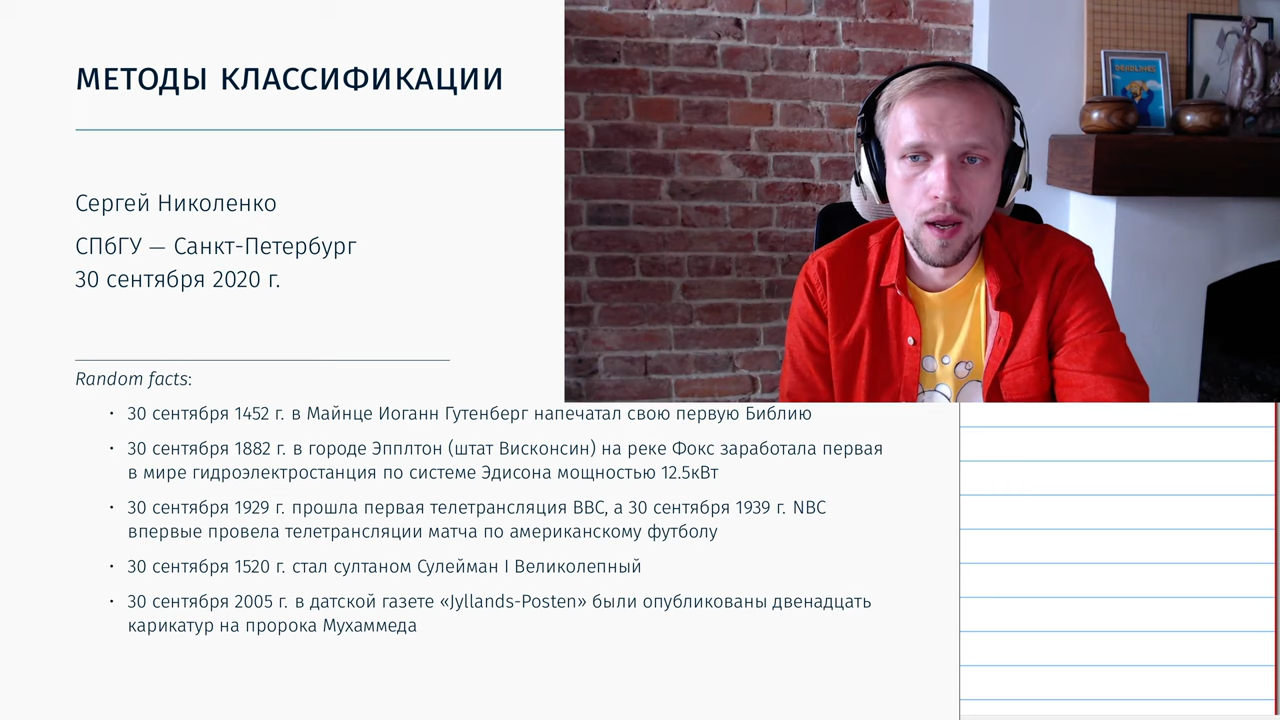 МЕТОДЫ КЛАССИФИКАЦИИ
Сергей Николенко
СПбГУ — Санкт-Петербург
30 сентября 2020 г.
Random facts:
• 30 сентября 1452 г. в Майнце Иоганн Гутенберг напечатал свою первую Библию
• 30 сентября 1882 г. в городе Эпплтон (штат Висконсин) на реке Фокс заработала первая
в мире гидроэлектростанция по системе Эдисона мощностью 12.5кВт
• 30 сентября 1929 г. прошла первая телетрансляция BBC, а 30 сентября 1939 г. NBC
впервые провела телетрансляции матча по американскому футболу
• 30 сентября 1520 г. стал султаном Сулейман I Великолепный
• 30 сентября 2005 г. в датской газете «Jyllands-Posten» были опубликованы двенадцать
карикатур на пророка Мухаммеда
DEADLINES